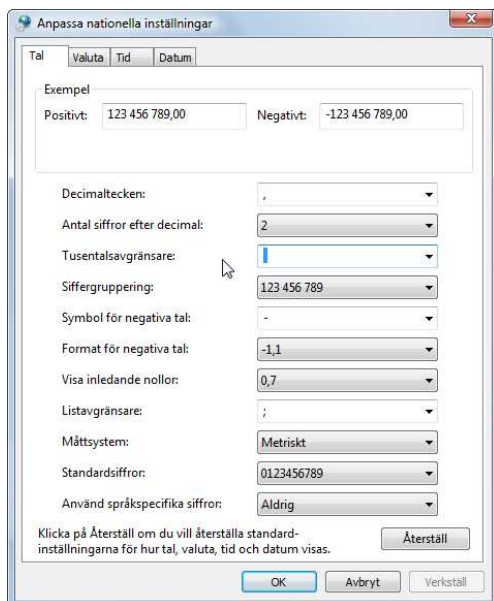 Anpassa nationella inställningar
Tal Valuta Tid Datum
Exempel
Positivt: 123 456 789,00 Negativt: -123 456 789,00
Decimaltecken: ,
Antal siffror efter decimal: 2
Tusentalsavgränsare:
Siffergruppering: 123 456 789
Symbol för negativa tal: -
Format för negativa tal: -1,1
Visa inledande nollor: 0,7
Listavgränsare: ;
Måttsystem: Metriskt
Standardsiffror: 0123456789
Använd språkspecifika siffror: Aldrig
Klicka på Återställ om du vill återställa standard-
inställningarna för hur tal, valuta, tid och datum visas.
Återställ
OK Avbryt Verkställ